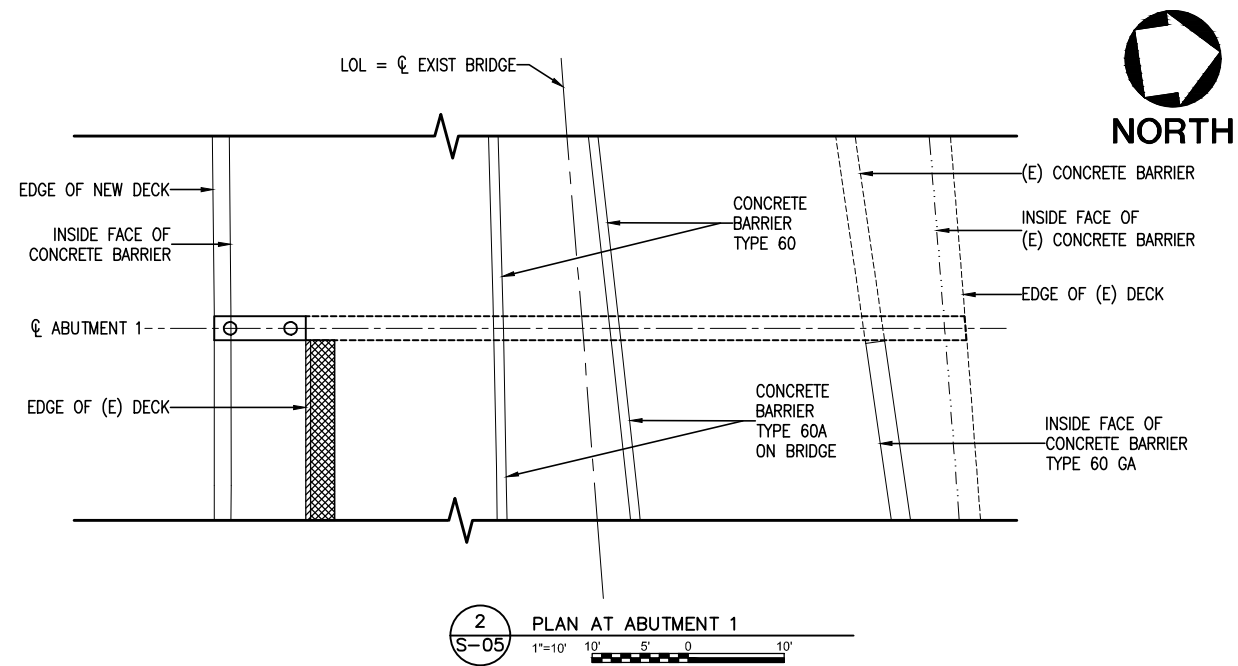 LOL = ℄ EXIST BRIDGE
NORTH
EDGE OF NEW DECK
INSIDE FACE OF
CONCRETE BARRIER
CONCRETE
BARRIER
TYPE 60
(E) CONCRETE BARRIER
INSIDE FACE OF
(E) CONCRETE BARRIER
EDGE OF (E) DECK
℄ ABUTMENT 1
EDGE OF (E) DECK
CONCRETE
BARRIER
TYPE 60A
ON BRIDGE
INSIDE FACE OF
CONCRETE BARRIER
TYPE 60 GA
2
S-05
PLAN AT ABUTMENT 1
1"=10' 10' 5' 0 10'